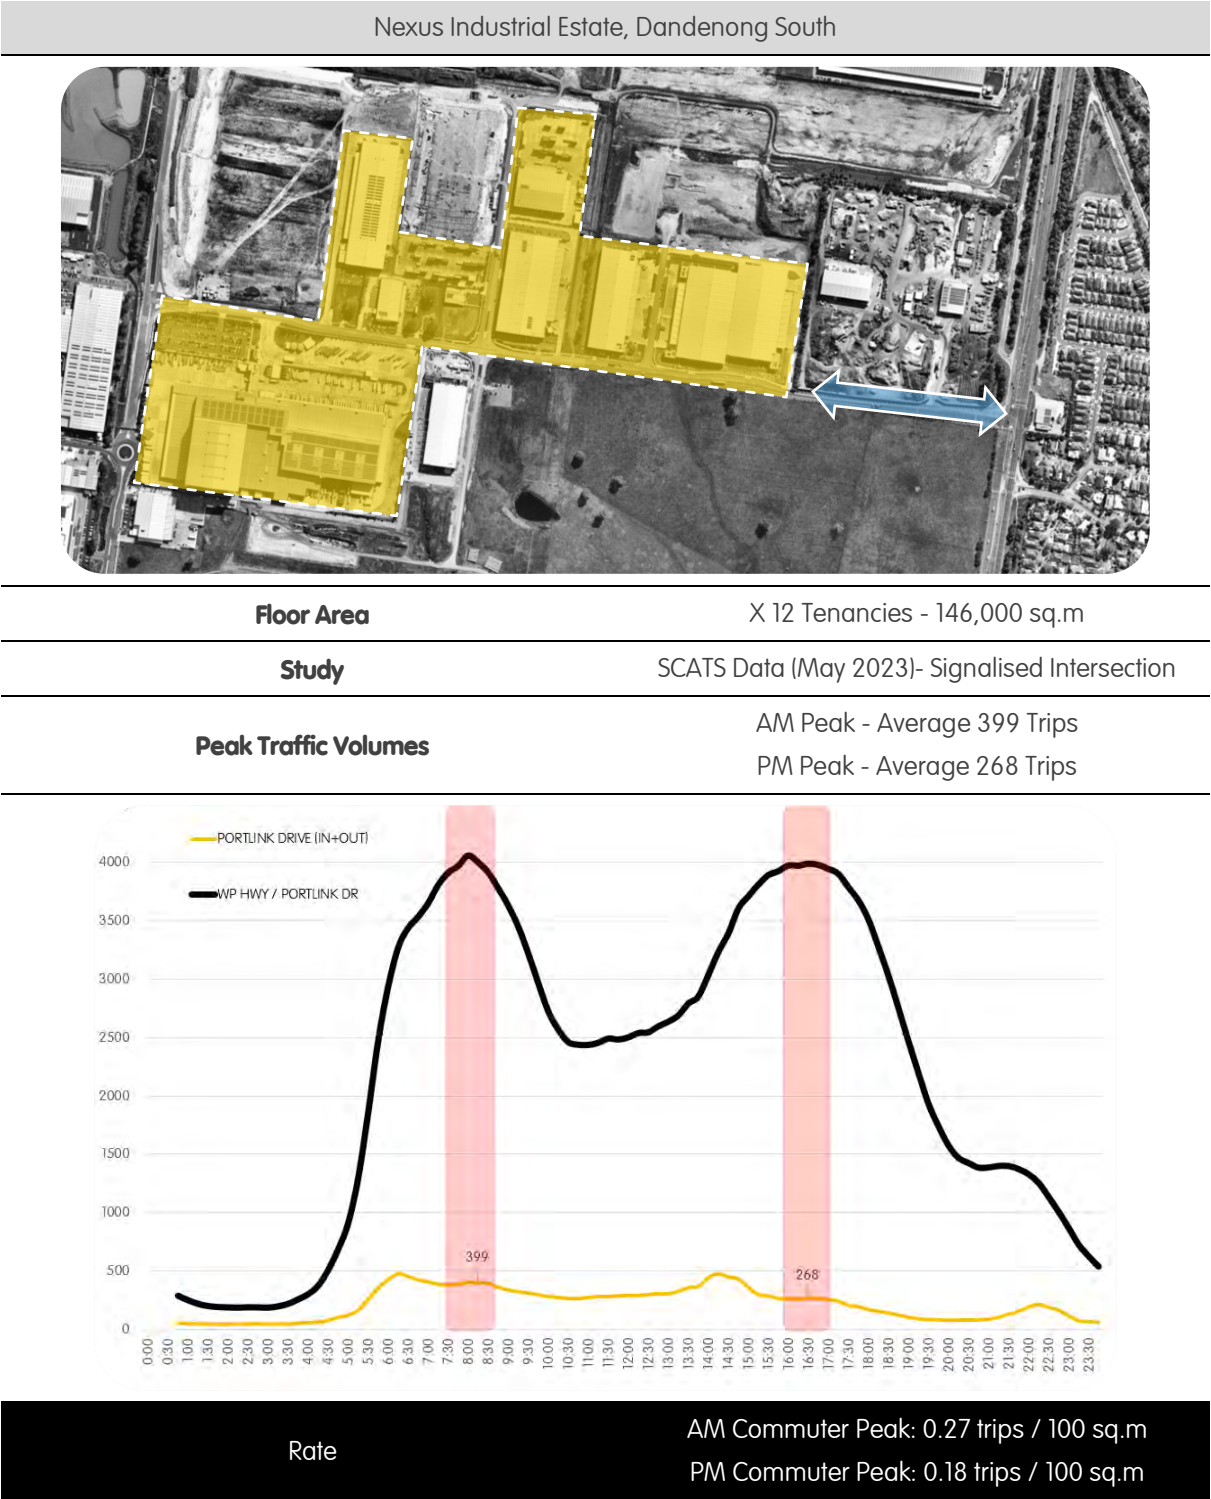 Nexus Industrial Estate, Dandenong South
Floor Area
X 12 Tenancies - 146,000 sq.m
Study
SCATS Data (May 2023)- Signalised Intersection
Peak Traffic Volumes
AM Peak - Average 399 Trips
PM Peak - Average 268 Trips
PORTLINK DRIVE (IN+OUT)
WP HWY / PORTLINK DR
4000
3500
3000
2500
2000
1500
1000
500
0
399
268
0:00 0:30 1:00 1:30 2:00 2:30 3:00 3:30 4:00 4:30 5:00 5:30 6:00 6:30 7:00 7:30 8:00 8:30 9:00 9:30 10:00 10:30 11:00 11:30 12:00 12:30 13:00 13:30 14:00 14:30 15:00 15:30 16:00 16:30 17:00 17:30 18:00 18:30 19:00 19:30 20:00 20:30 21:00 21:30 22:00 22:30 23:00 23:30
Rate
AM Commuter Peak: 0.27 trips / 100 sq.m
PM Commuter Peak: 0.18 trips / 100 sq.m